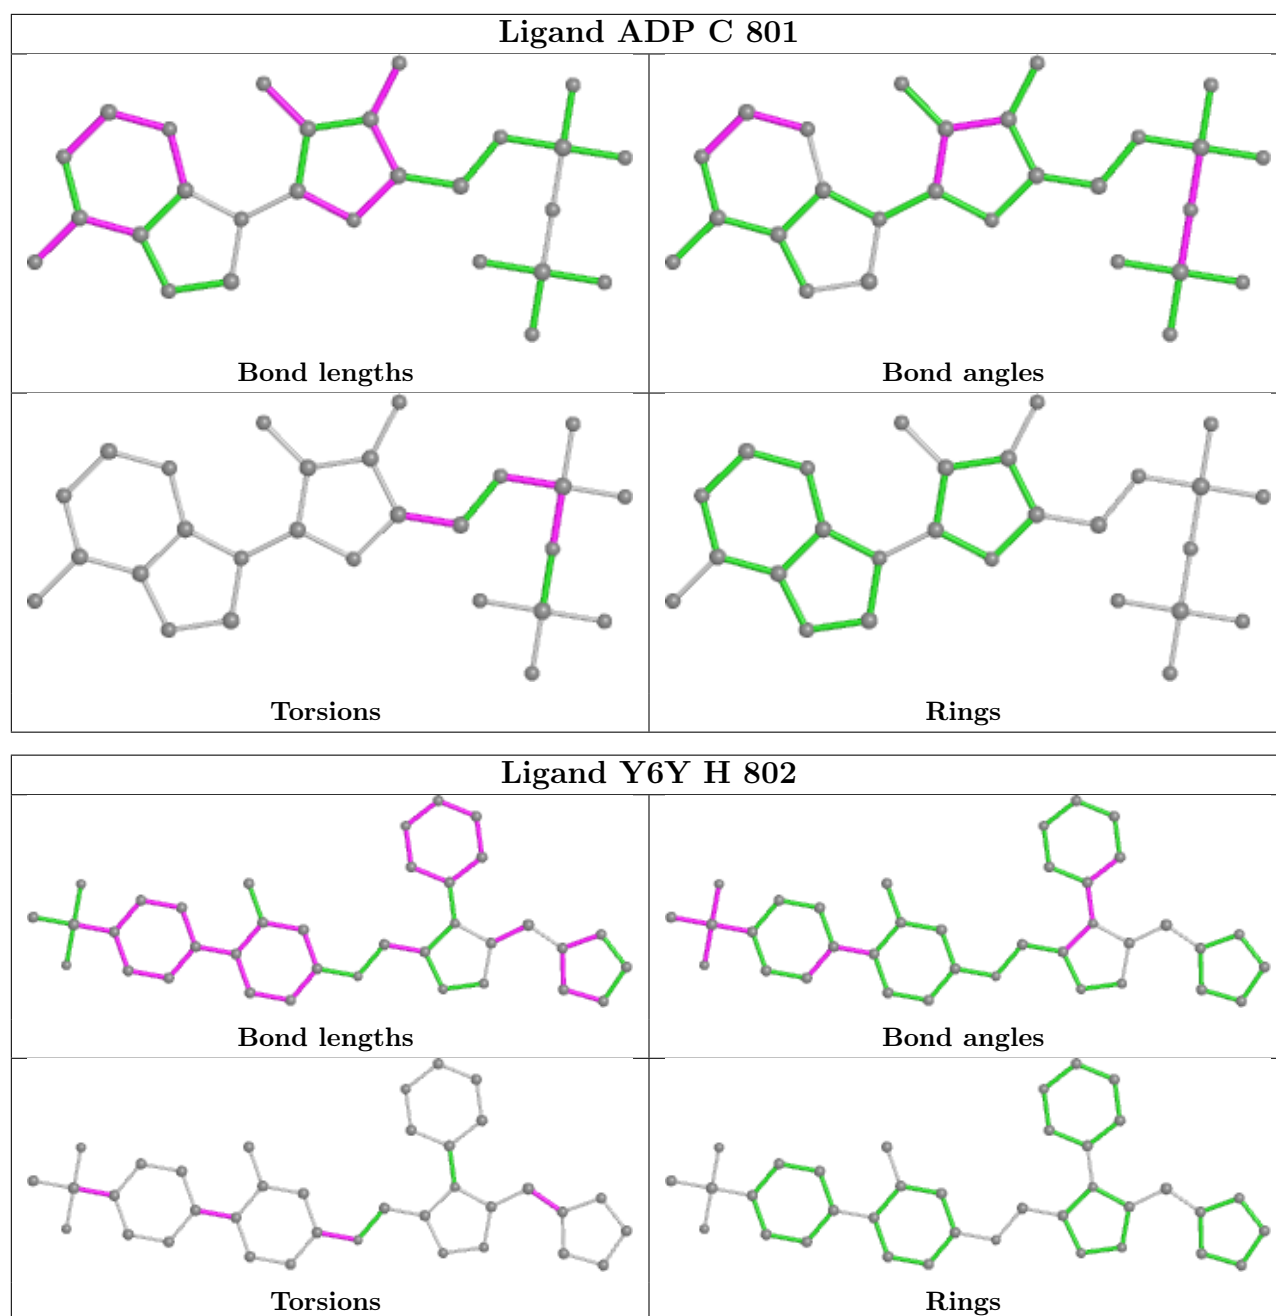 Ligand ADP C 801
Bond lengths
Bond angles
Torsions
Rings
Ligand Y6Y H 802
Bond lengths
Bond angles
Torsions
Rings